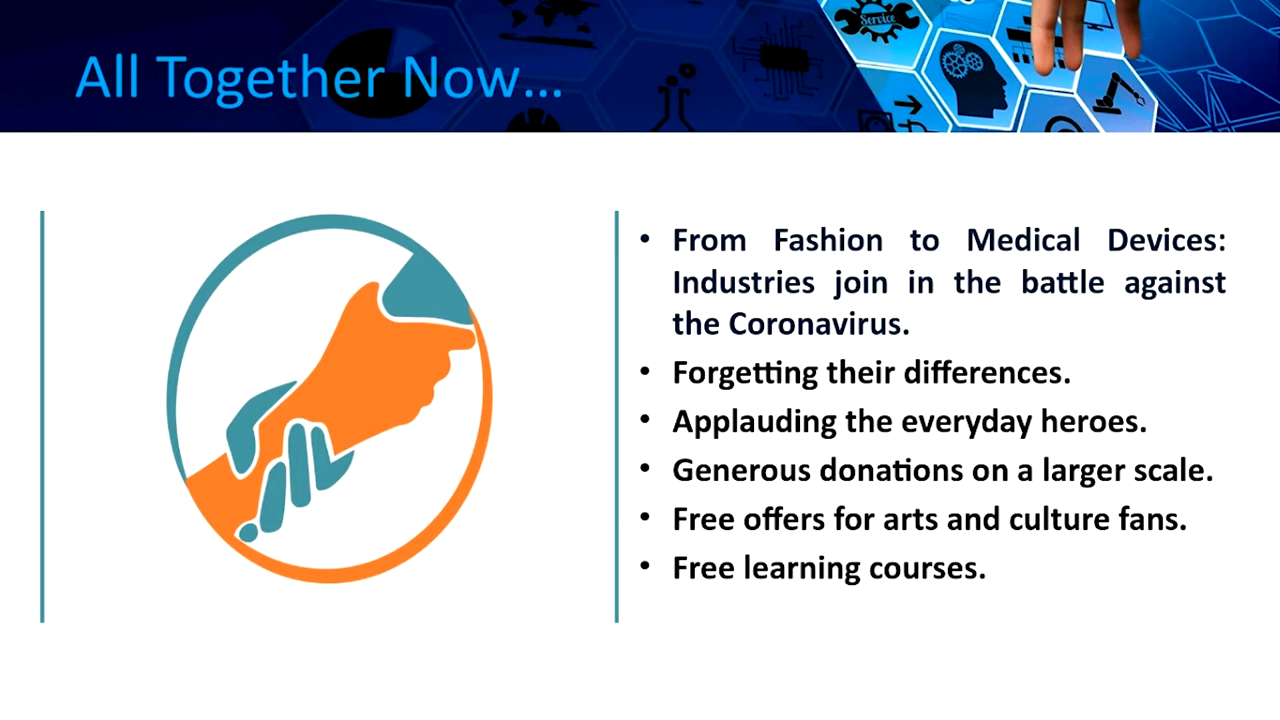 Service
All Together Now...
• From Fashion to Medical Devices:
Industries join in the battle against
the Coronavirus.
• Forgetting their differences.
• Applauding the everyday heroes.
• Generous donations on a larger scale.
• Free offers for arts and culture fans.
• Free learning courses.